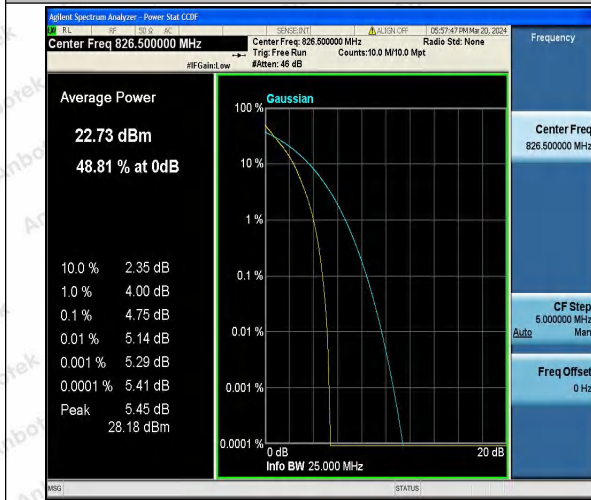 Agilent Spectrum Analyzer - Power Stat CCDF
RL RF 50 Ω AC SENSE:INT ALIGN OFF 05:57:47 PM Mar 20, 2024
Center Freq 826.500000 MHz
Center Freq: 826.500000 MHz Radio Std: None
Trig: Free Run Counts:10.0 M/10.0 Mpt
#IFGain:Low #Atten: 46 dB
Frequency
Average Power
22.73 dBm
48.81 % at 0dB
10.0 % 2.35 dB
1.0 % 4.00 dB
0.1 % 4.75 dB
0.01 % 5.14 dB
0.001 % 5.29 dB
0.0001 % 5.41 dB
Peak 5.45 dB
28.18 dBm
Gaussian
100 %
10 %
1 %
0.1 %
0.01 %
0.001 %
0.0001 %
0 dB 20 dB
Info BW 25.000 MHz
Center Freq
826.500000 MHz
CF Step
5.000000 MHz
Auto Man
Freq Offset
0 Hz
MSG STATUS